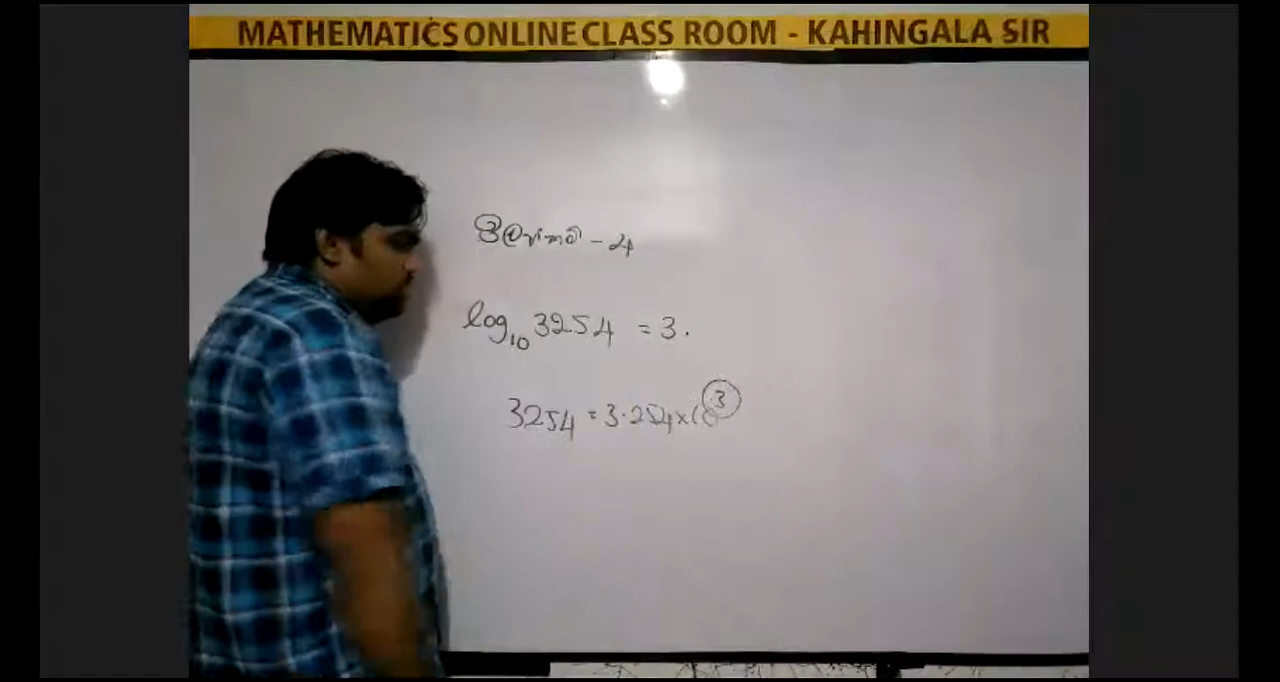 MATHEMATICS ONLINE CLASS ROOM - KAHINGALA SIR
- 4
log₁₀ 3254 = 3.
3254 = 3.254 × 10³